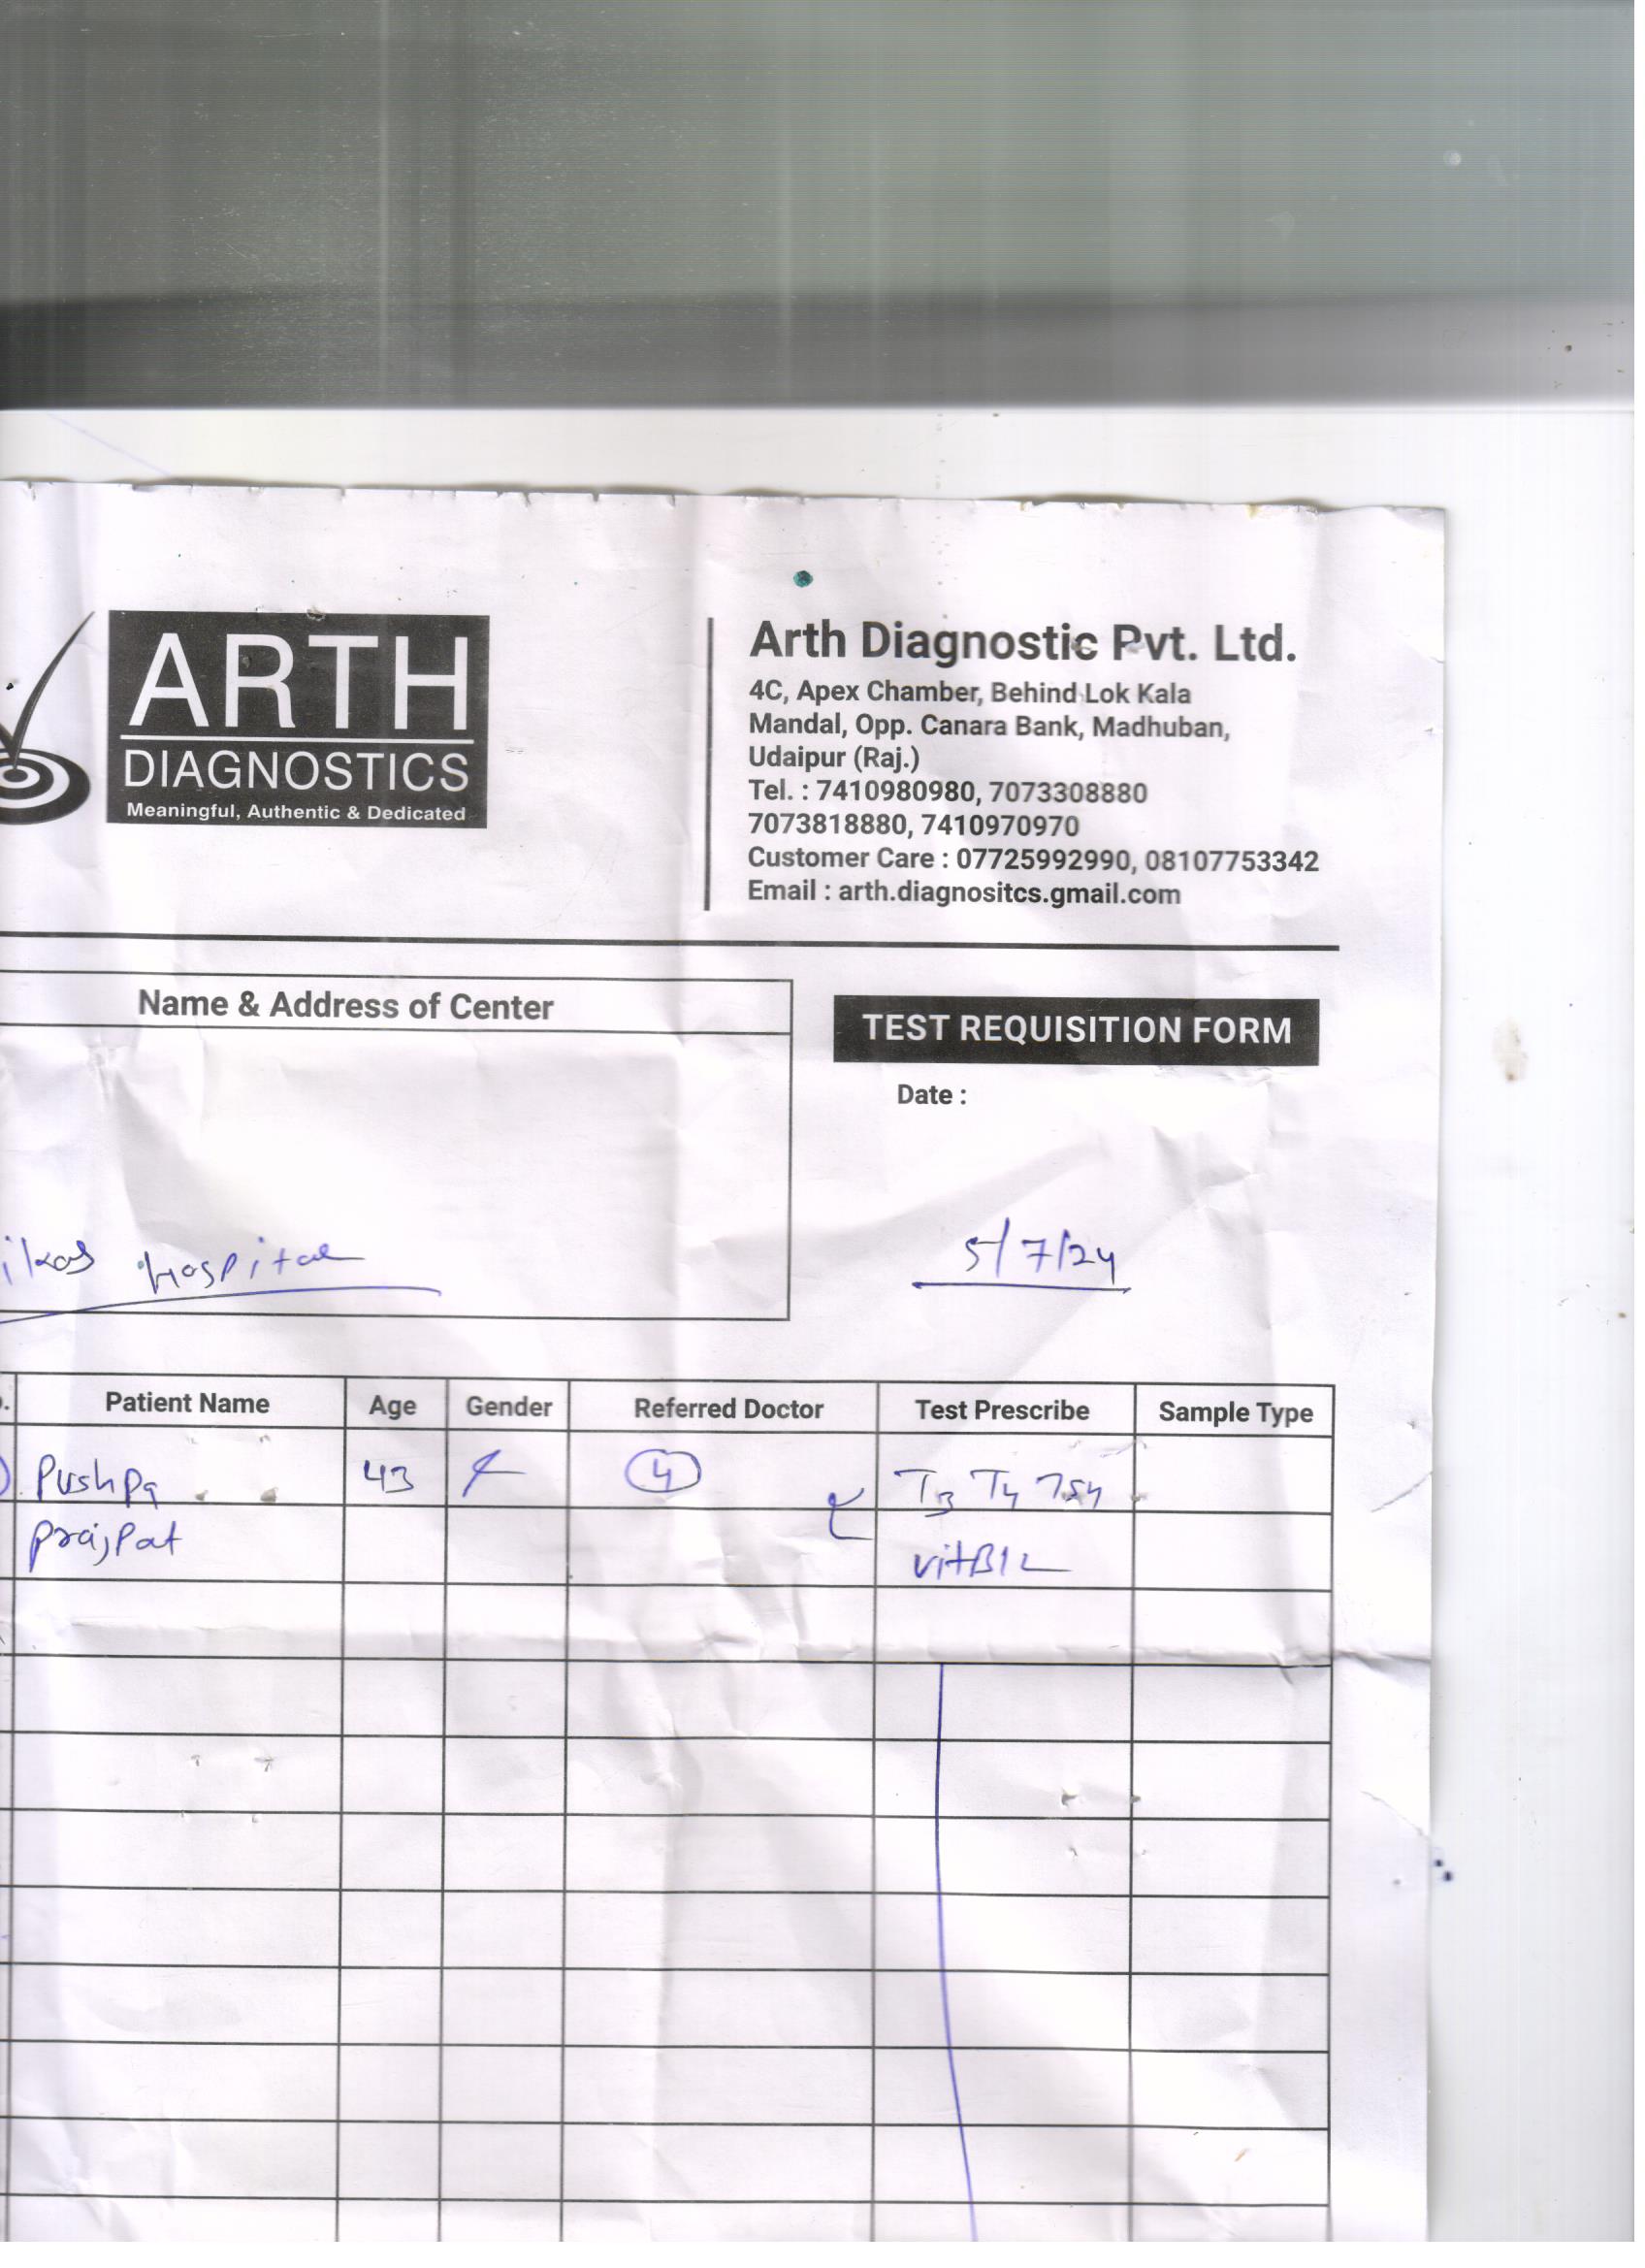 ARTH
DIAGNOSTICS
Meaningful, Authentic & Dedicated
Arth Diagnostic Pvt. Ltd.
4C, Apex Chamber, Behind Lok Kala
Mandal, Opp. Canara Bank, Madhuban,
Udaipur (Raj.)
Tel. : 7410980980, 7073308880
7073818880, 7410970970
Customer Care : 07725992990, 08107753342
Email : arth.diagnositcs.gmail.com
Name & Address of Center
TEST REQUISITION FORM
Date :
ikas Hospital
5/7/24
Patient Name Age Gender Referred Doctor Test Prescribe Sample Type
Pushpa 43 4 T3 T4 TSH
prajpat vitB12